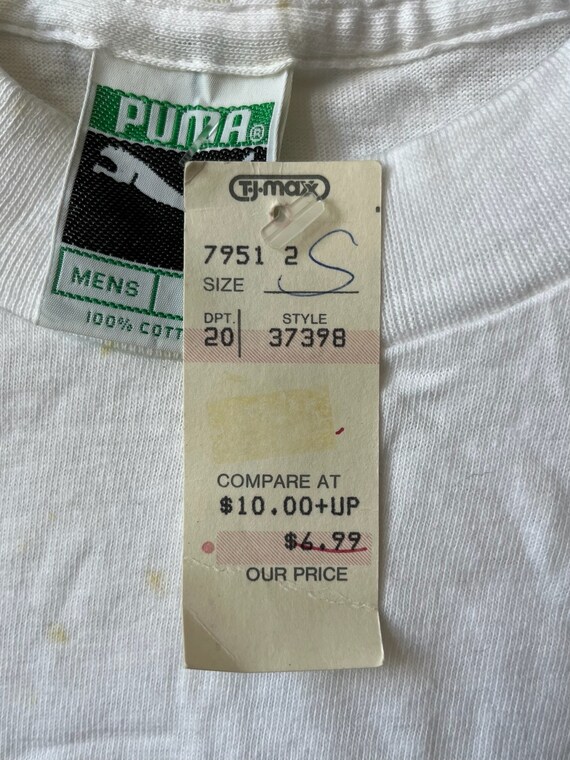 PUMA®
MENS
100% COTT
T·J·maxx
7951 2
SIZE S
DPT. STYLE
20 37398
COMPARE AT
$10.00+UP
$6.99
OUR PRICE